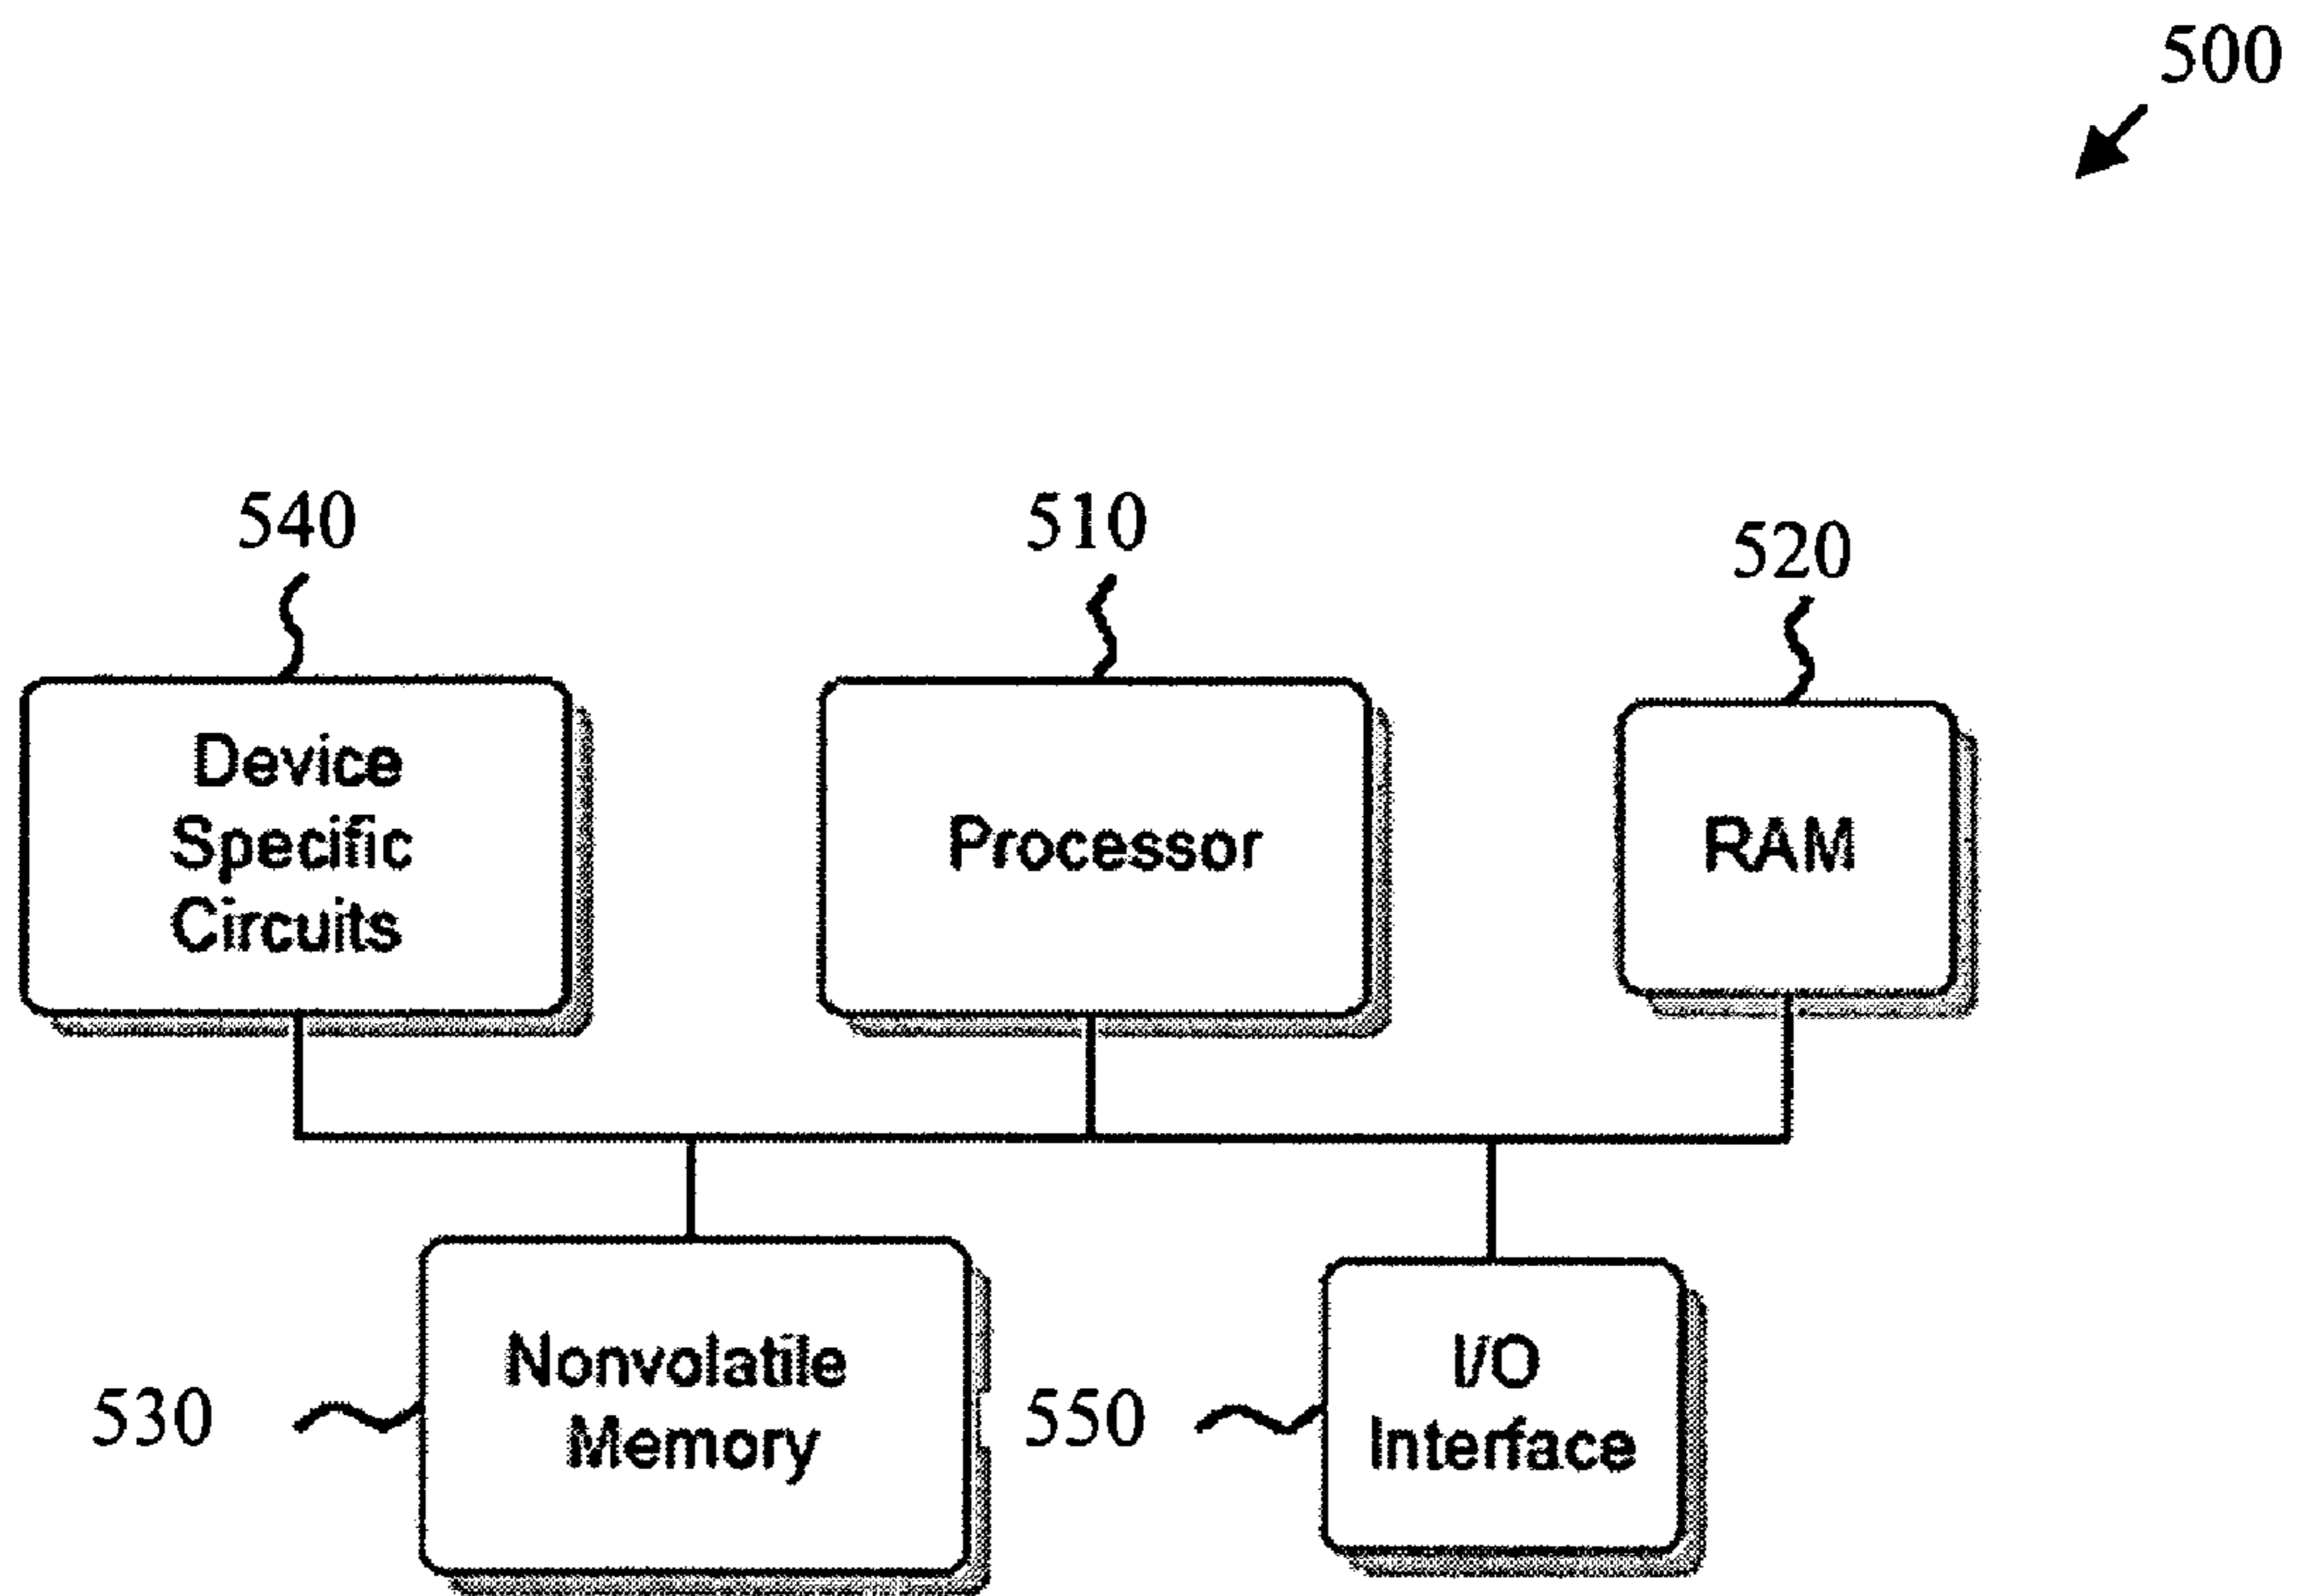 500
540
510
520
Device
Specific
Circuits
Processor
RAM
530
Nonvolatile
Memory
550
I/O
Interface